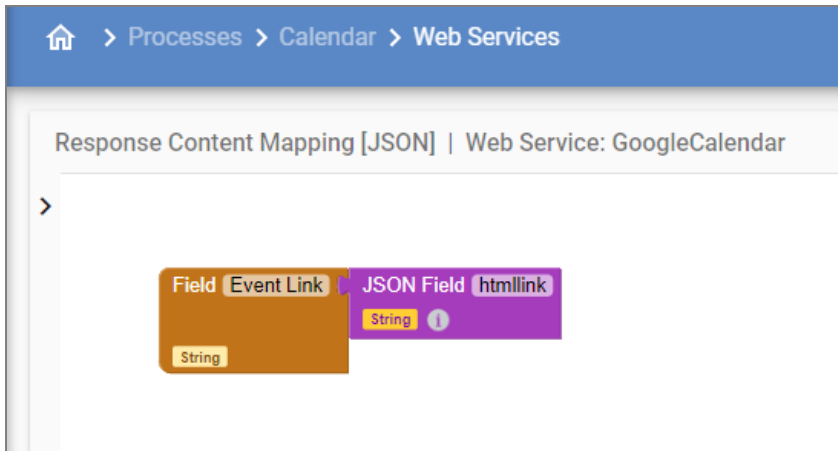 Processes > Calendar > Web Services
Response Content Mapping [JSON] | Web Service: GoogleCalendar
Field Event Link JSON Field htmllink
String
String